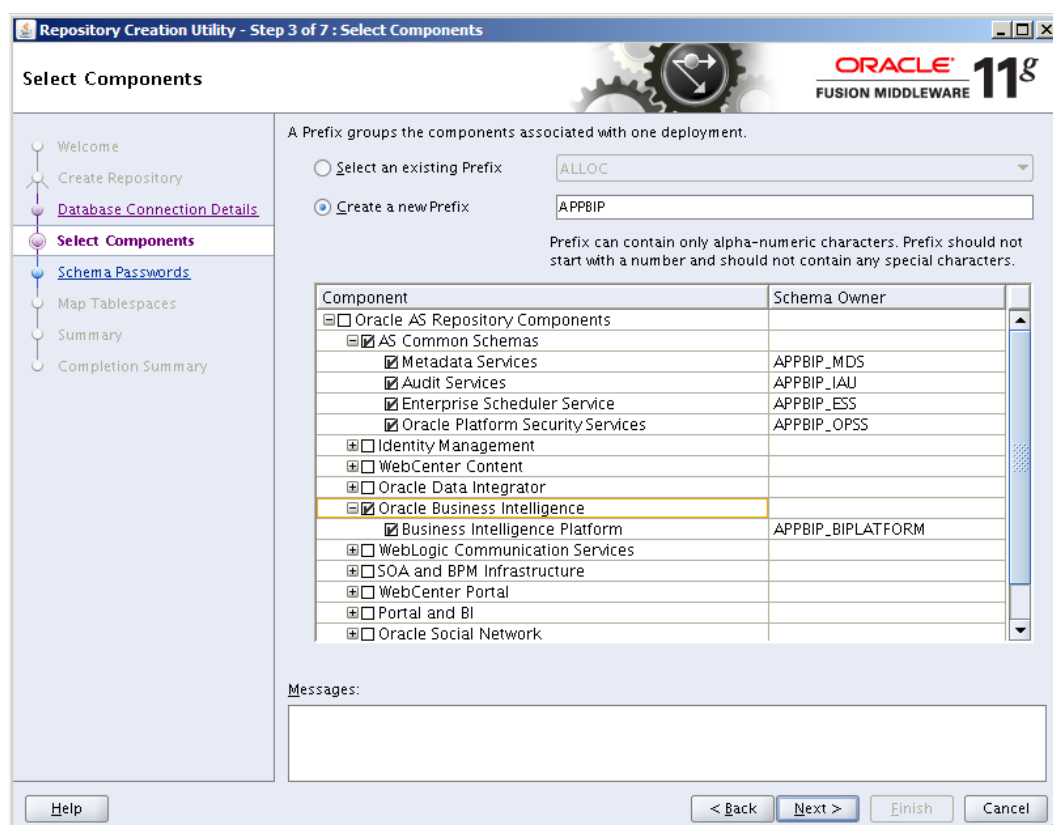 Repository Creation Utility - Step 3 of 7 : Select Components
Select Components
ORACLE
FUSION MIDDLEWARE 11g
Welcome
Create Repository
Database Connection Details
Select Components
Schema Passwords
Map Tablespaces
Summary
Completion Summary
A Prefix groups the components associated with one deployment.
Select an existing Prefix ALLOC
Create a new Prefix APPBIP
Prefix can contain only alpha-numeric characters. Prefix should not
start with a number and should not contain any special characters.
Component Schema Owner
Oracle AS Repository Components
AS Common Schemas
Metadata Services APPBIP_MDS
Audit Services APPBIP_IAU
Enterprise Scheduler Service APPBIP_ESS
Oracle Platform Security Services APPBIP_OPSS
Identity Management
WebCenter Content
Oracle Data Integrator
Oracle Business Intelligence
Business Intelligence Platform APPBIP_BIPLATFORM
WebLogic Communication Services
SOA and BPM Infrastructure
WebCenter Portal
Portal and BI
Oracle Social Network
Messages:
Help < Back Next > Finish Cancel